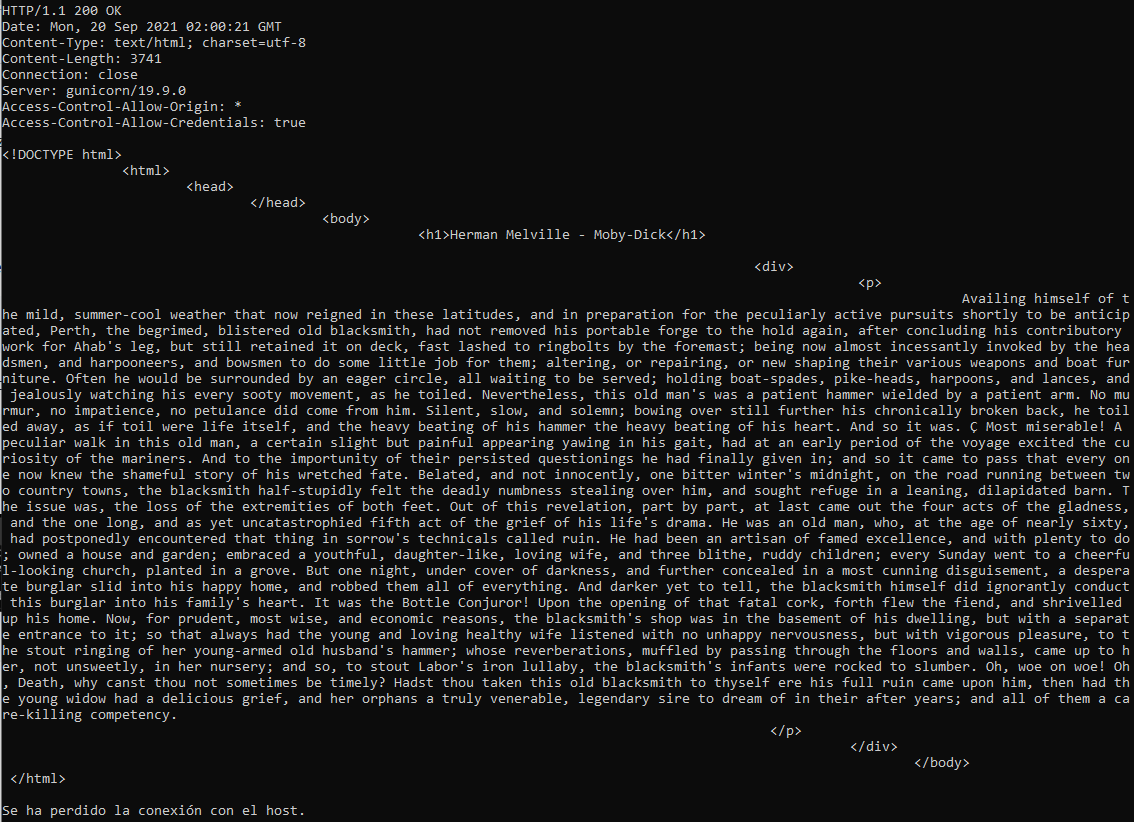 HTTP/1.1 200 OK
Date: Mon, 20 Sep 2021 02:00:21 GMT
Content-Type: text/html; charset=utf-8
Content-Length: 3741
Connection: close
Server: gunicorn/19.9.0
Access-Control-Allow-Origin: *
Access-Control-Allow-Credentials: true
<!DOCTYPE html>
<html>
<head>
</head>
<body>
<h1>Herman Melville - Moby-Dick</h1>
<div>
<p>
Availing himself of t
he mild, summer-cool weather that now reigned in these latitudes, and in preparation for the peculiarly active pursuits shortly to be anticip
ated, Perth, the begrimed, blistered old blacksmith, had not removed his portable forge to the hold again, after concluding his contributory
work for Ahab's leg, but still retained it on deck, fast lashed to ringbolts by the foremast; being now almost incessantly invoked by the hea
dsmen, and harpooneers, and bowsmen to do some little job for them; altering, or repairing, or new shaping their various weapons and boat fur
niture. Often he would be surrounded by an eager circle, all waiting to be served; holding boat-spades, pike-heads, harpoons, and lances, and
jealously watching his every sooty movement, as he toiled. Nevertheless, this old man's was a patient hammer wielded by a patient arm. No mu
rmur, no impatience, no petulance did come from him. Silent, slow, and solemn; bowing over still further his chronically broken back, he toil
ed away, as if toil were life itself, and the heavy beating of his hammer the heavy beating of his heart. And so it was. Ç Most miserable! A
peculiar walk in this old man, a certain slight but painful appearing yawing in his gait, had at an early period of the voyage excited the cu
riosity of the mariners. And to the importunity of their persisted questionings he had finally given in; and so it came to pass that every on
e now knew the shameful story of his wretched fate. Belated, and not innocently, one bitter winter's midnight, on the road running between tw
o country towns, the blacksmith half-stupidly felt the deadly numbness stealing over him, and sought refuge in a leaning, dilapidated barn. T
he issue was, the loss of the extremities of both feet. Out of this revelation, part by part, at last came out the four acts of the gladness,
and the one long, and as yet uncatastrophied fifth act of the grief of his life's drama. He was an old man, who, at the age of nearly sixty,
had postponedly encountered that thing in sorrow's technicals called ruin. He had been an artisan of famed excellence, and with plenty to do
; owned a house and garden; embraced a youthful, daughter-like, loving wife, and three blithe, ruddy children; every Sunday went to a cheerfu
l-looking church, planted in a grove. But one night, under cover of darkness, and further concealed in a most cunning disguisement, a despera
te burglar slid into his happy home, and robbed them all of everything. And darker yet to tell, the blacksmith himself did ignorantly conduct
this burglar into his family's heart. It was the Bottle Conjuror! Upon the opening of that fatal cork, forth flew the fiend, and shrivelled
up his home. Now, for prudent, most wise, and economic reasons, the blacksmith's shop was in the basement of his dwelling, but with a separat
e entrance to it; so that always had the young and loving healthy wife listened with no unhappy nervousness, but with vigorous pleasure, to t
he stout ringing of her young-armed old husband's hammer; whose reverberations, muffled by passing through the floors and walls, came up to h
er, not unsweetly, in her nursery; and so, to stout Labor's iron lullaby, the blacksmith's infants were rocked to slumber. Oh, woe on woe! Oh
, Death, why canst thou not sometimes be timely? Hadst thou taken this old blacksmith to thyself ere his full ruin came upon him, then had th
e young widow had a delicious grief, and her orphans a truly venerable, legendary sire to dream of in their after years; and all of them a ca
re-killing competency.
</p>
</div>
</body>
</html>
Se ha perdido la conexión con el host.